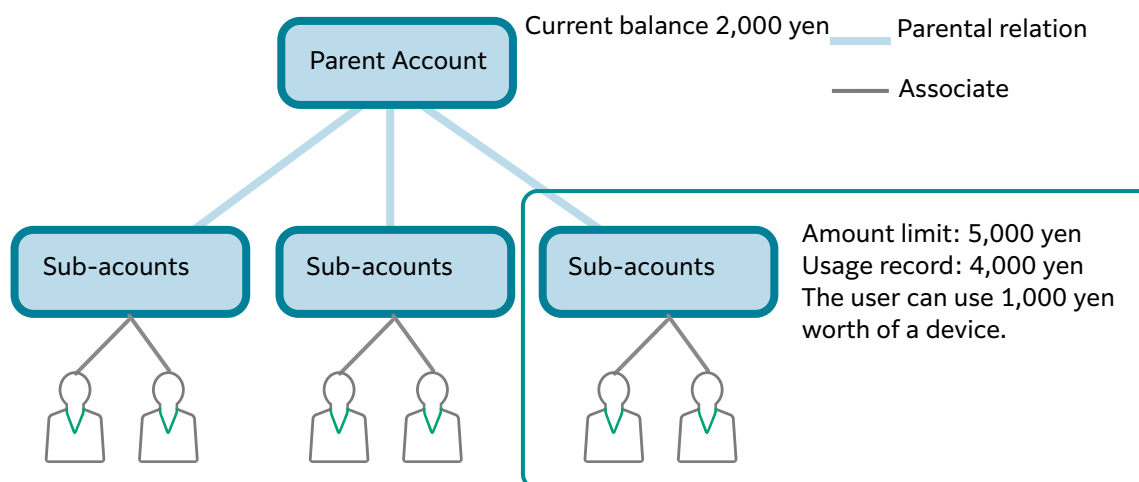 Current balance 2,000 yen
Parental relation
Parent Account
Associate
Sub-acounts
Sub-acounts
Sub-acounts
Amount limit: 5,000 yen
Usage record: 4,000 yen
The user can use 1,000 yen
worth of a device.